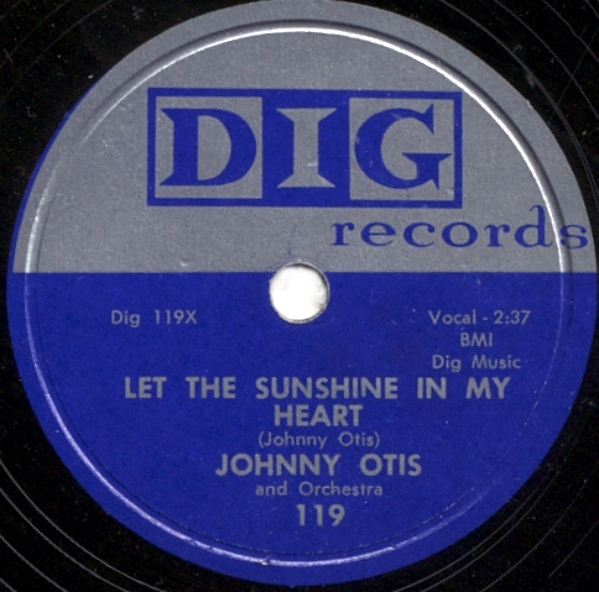 DIG
records
Dig 119X
Vocal - 2:37
BMI
Dig Music
LET THE SUNSHINE IN MY
HEART
(Johnny Otis)
JOHNNY OTIS
and Orchestra
119